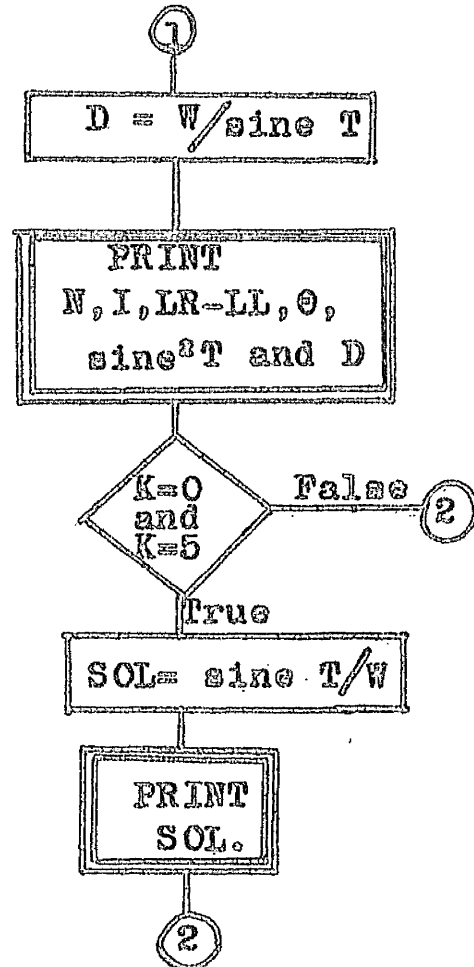 1
D = W/sine T
PRINT
N,I,LR-LL,θ,
sine²T and D
K=0
and
K=5
False
2
True
SOL= sine T/W
PRINT
SOL.
2